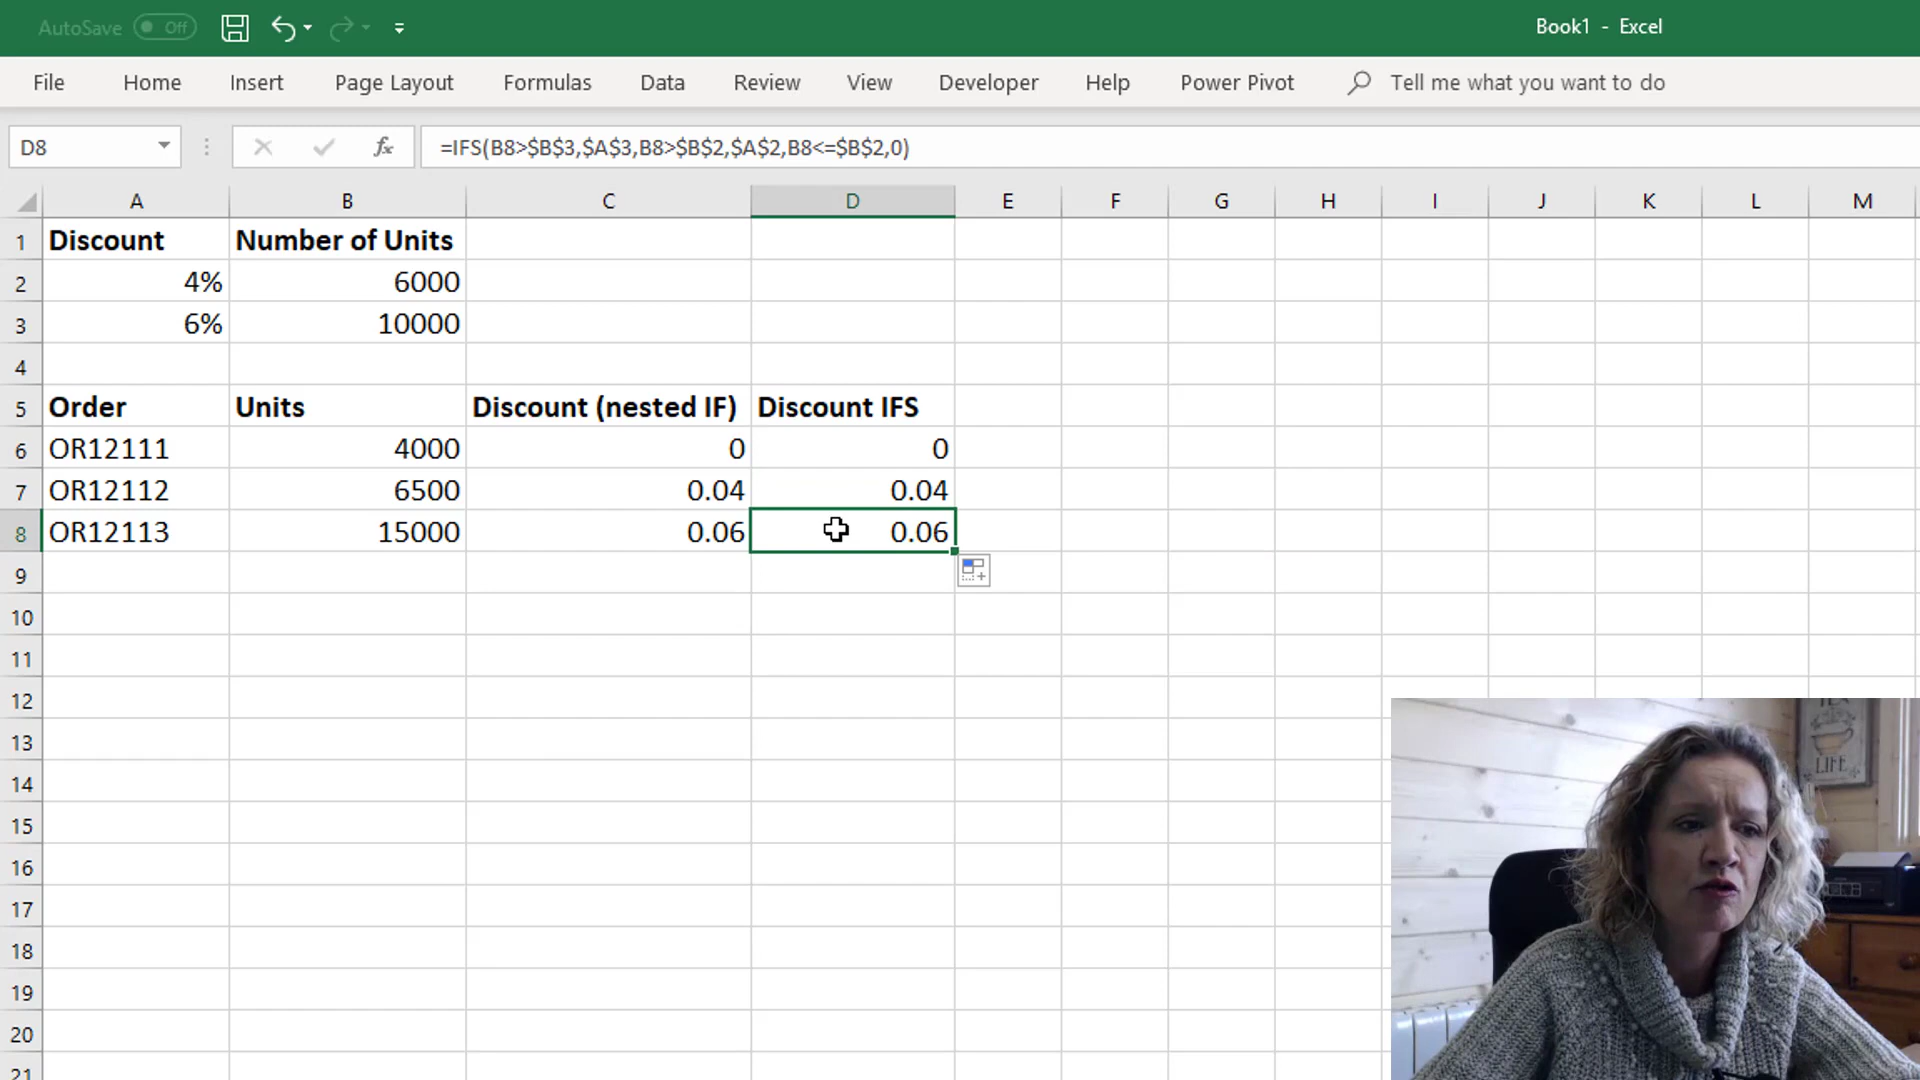 AutoSave Off
Book1 - Excel
File Home Insert Page Layout Formulas Data Review View Developer Help Power Pivot Tell me what you want to do
D8 fx =IFS(B8>$B$3,$A$3,B8>$B$2,$A$2,B8<=$B$2,0)
A B C D E F G H I J K L M
1 Discount Number of Units
2 4% 6000
3 6% 10000
4
5 Order Units Discount (nested IF) Discount IFS
6 OR12111 4000 0 0
7 OR12112 6500 0.04 0.04
8 OR12113 15000 0.06 0.06
9
10
11
12
13
14
15
16
17
18
19
20
21
LIFE